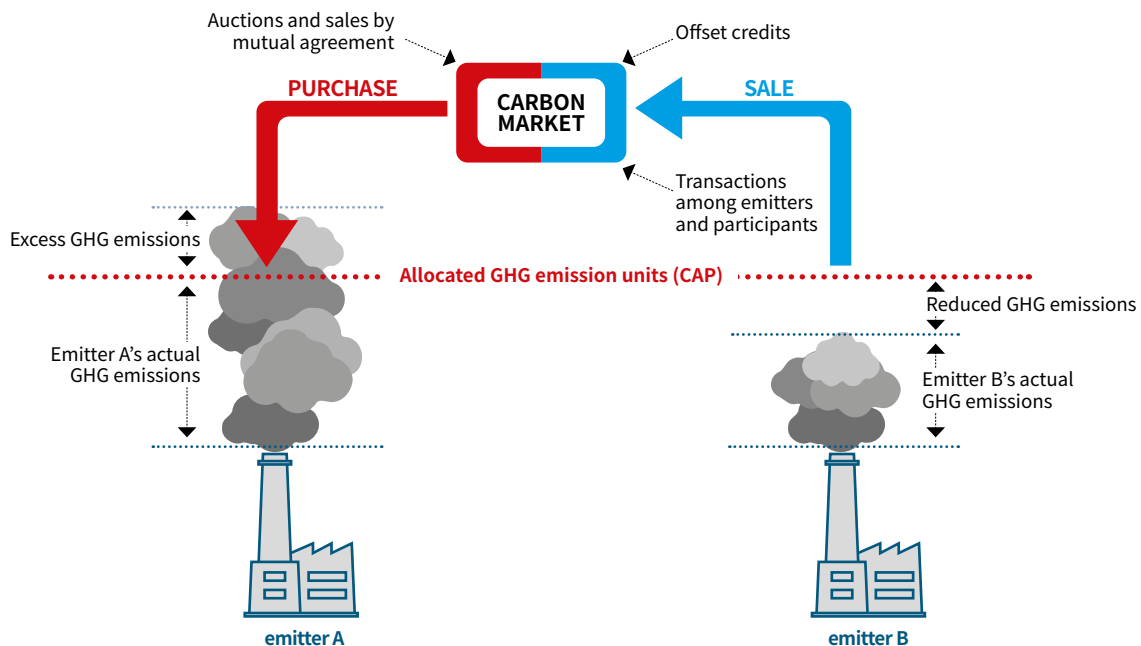 Auctions and sales by
mutual agreement
Offset credits
PURCHASE
CARBON
MARKET
SALE
Transactions
among emitters
and participants
Excess GHG emissions
Allocated GHG emission units (CAP)
Reduced GHG emissions
Emitter A's actual
GHG emissions
Emitter B's actual
GHG emissions
emitter A
emitter B